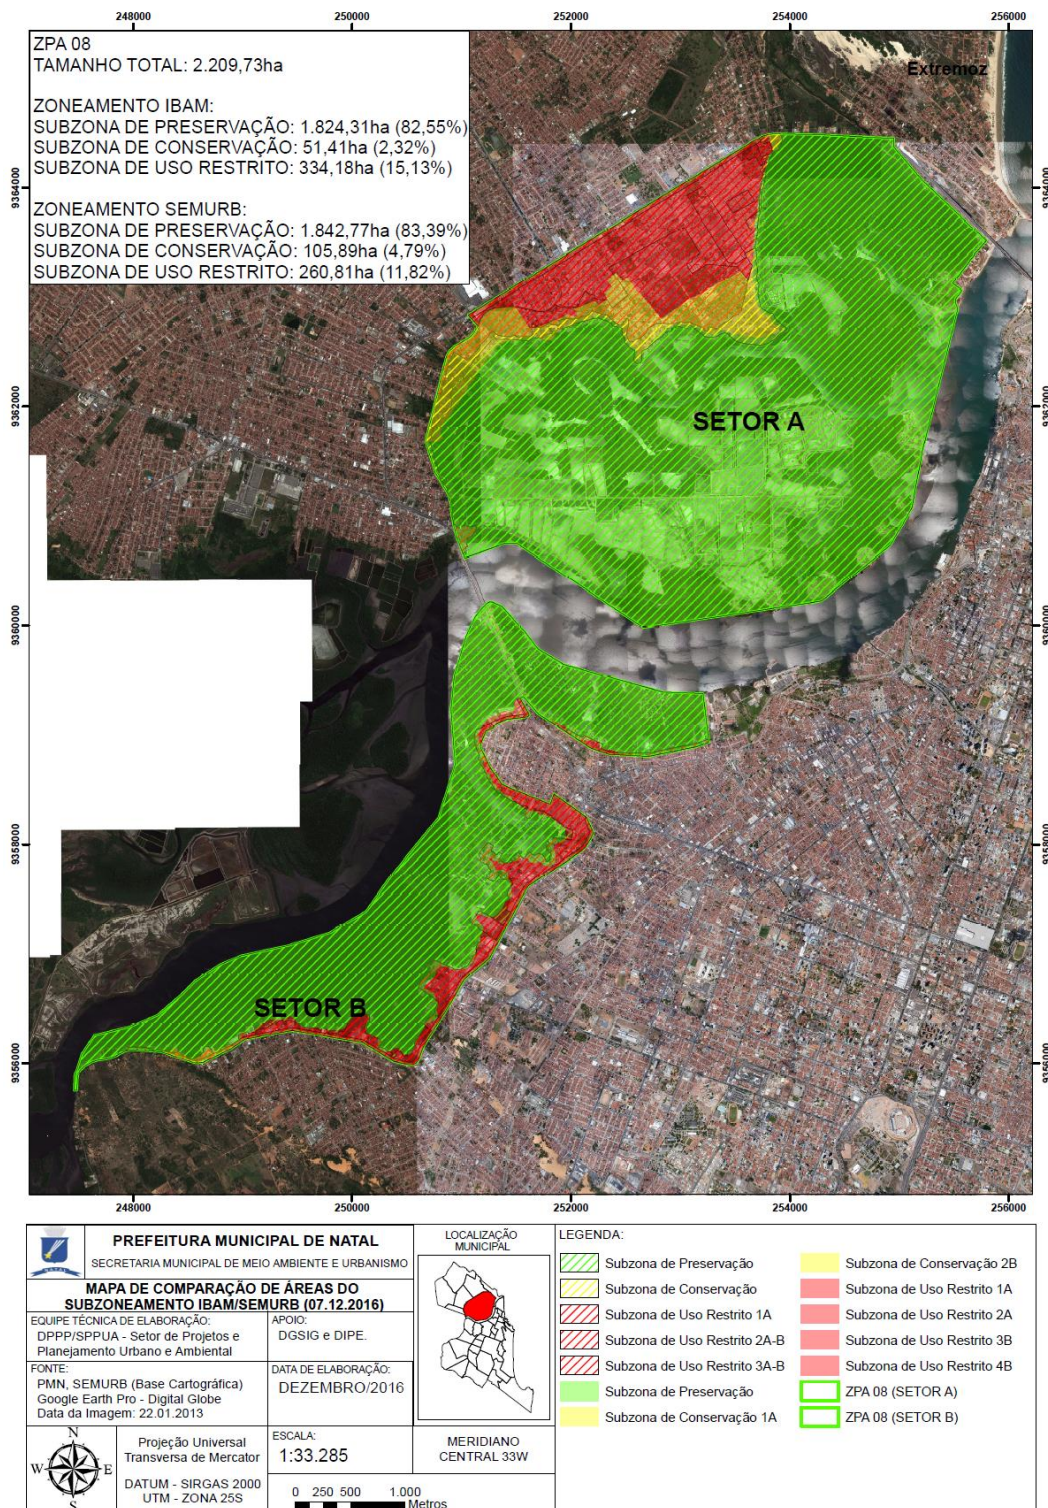 248000
250000
252000
254000
256000
ZPA 08
TAMANHO TOTAL: 2.209,73ha
ZONEAMENTO IBAM:
SUBZONA DE PRESERVAÇÃO: 1.824,31ha (82,55%)
SUBZONA DE CONSERVAÇÃO: 51,41ha (2,32%)
SUBZONA DE USO RESTRITO: 334,18ha (15,13%)
ZONEAMENTO SEMURB:
SUBZONA DE PRESERVAÇÃO: 1.842,77ha (83,39%)
SUBZONA DE CONSERVAÇÃO: 105,89ha (4,79%)
SUBZONA DE USO RESTRITO: 260,81ha (11,82%)
Extremoz
9364000
9364000
9362000
9362000
SETOR A
9360000
9360000
9358000
9358000
SETOR B
9356000
9356000
248000
250000
252000
254000
256000
PREFEITURA MUNICIPAL DE NATAL
SECRETARIA MUNICIPAL DE MEIO AMBIENTE E URBANISMO
MAPA DE COMPARAÇÃO DE ÁREAS DO
SUBZONEAMENTO IBAM/SEMURB (07.12.2016)
EQUIPE TÉCNICA DE ELABORAÇÃO:
DPPP/SPPUA - Setor de Projetos e
Planejamento Urbano e Ambiental
APOIO:
DGSIG e DIPE.
FONTE:
PMN, SEMURB (Base Cartográfica)
Google Earth Pro - Digital Globe
Data da Imagem: 22.01.2013
DATA DE ELABORAÇÃO:
DEZEMBRO/2016
N
W E
S
Projeção Universal
Transversa de Mercator
DATUM - SIRGAS 2000
UTM - ZONA 25S
ESCALA:
1:33.285
0 250 500 1.000
Metros
LOCALIZAÇÃO
MUNICIPAL
MERIDIANO
CENTRAL 33W
LEGENDA:
Subzona de Preservação
Subzona de Conservação
Subzona de Uso Restrito 1A
Subzona de Uso Restrito 2A-B
Subzona de Uso Restrito 3A-B
Subzona de Preservação
Subzona de Conservação 1A
Subzona de Conservação 2B
Subzona de Uso Restrito 1A
Subzona de Uso Restrito 2A
Subzona de Uso Restrito 3B
Subzona de Uso Restrito 4B
ZPA 08 (SETOR A)
ZPA 08 (SETOR B)